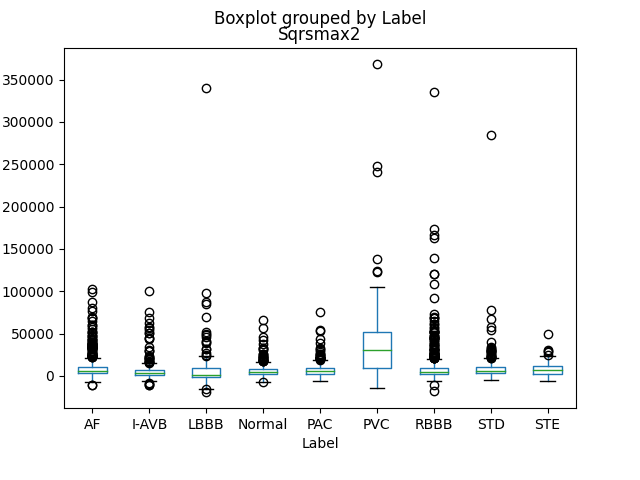 Boxplot grouped by Label
Sqrsmax2
350000
300000
250000
200000
150000
100000
50000
0
AF I-AVB LBBB Normal PAC PVC RBBB STD STE
Label